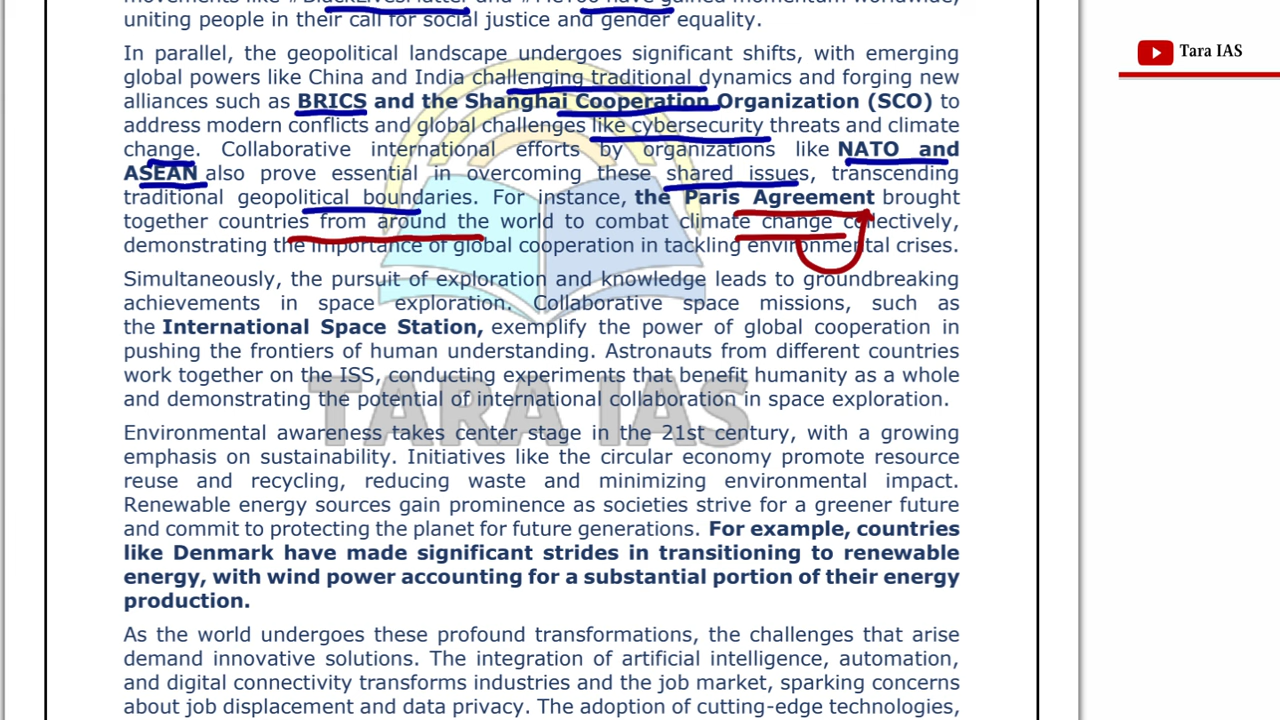 movements like #BlackLivesMatter and #MeToo have gained momentum worldwide,
uniting people in their call for social justice and gender equality.
In parallel, the geopolitical landscape undergoes significant shifts, with emerging
global powers like China and India challenging traditional dynamics and forging new
alliances such as BRICS and the Shanghai Cooperation Organization (SCO) to
address modern conflicts and global challenges like cybersecurity threats and climate
change. Collaborative international efforts by organizations like NATO and
ASEAN also prove essential in overcoming these shared issues, transcending
traditional geopolitical boundaries. For instance, the Paris Agreement brought
together countries from around the world to combat climate change collectively,
demonstrating the importance of global cooperation in tackling environmental crises.
Simultaneously, the pursuit of exploration and knowledge leads to groundbreaking
achievements in space exploration. Collaborative space missions, such as
the International Space Station, exemplify the power of global cooperation in
pushing the frontiers of human understanding. Astronauts from different countries
work together on the ISS, conducting experiments that benefit humanity as a whole
and demonstrating the potential of international collaboration in space exploration.
Environmental awareness takes center stage in the 21st century, with a growing
emphasis on sustainability. Initiatives like the circular economy promote resource
reuse and recycling, reducing waste and minimizing environmental impact.
Renewable energy sources gain prominence as societies strive for a greener future
and commit to protecting the planet for future generations. For example, countries
like Denmark have made significant strides in transitioning to renewable
energy, with wind power accounting for a substantial portion of their energy
production.
As the world undergoes these profound transformations, the challenges that arise
demand innovative solutions. The integration of artificial intelligence, automation,
and digital connectivity transforms industries and the job market, sparking concerns
about job displacement and data privacy. The adoption of cutting-edge technologies,
TARA IAS
Tara IAS